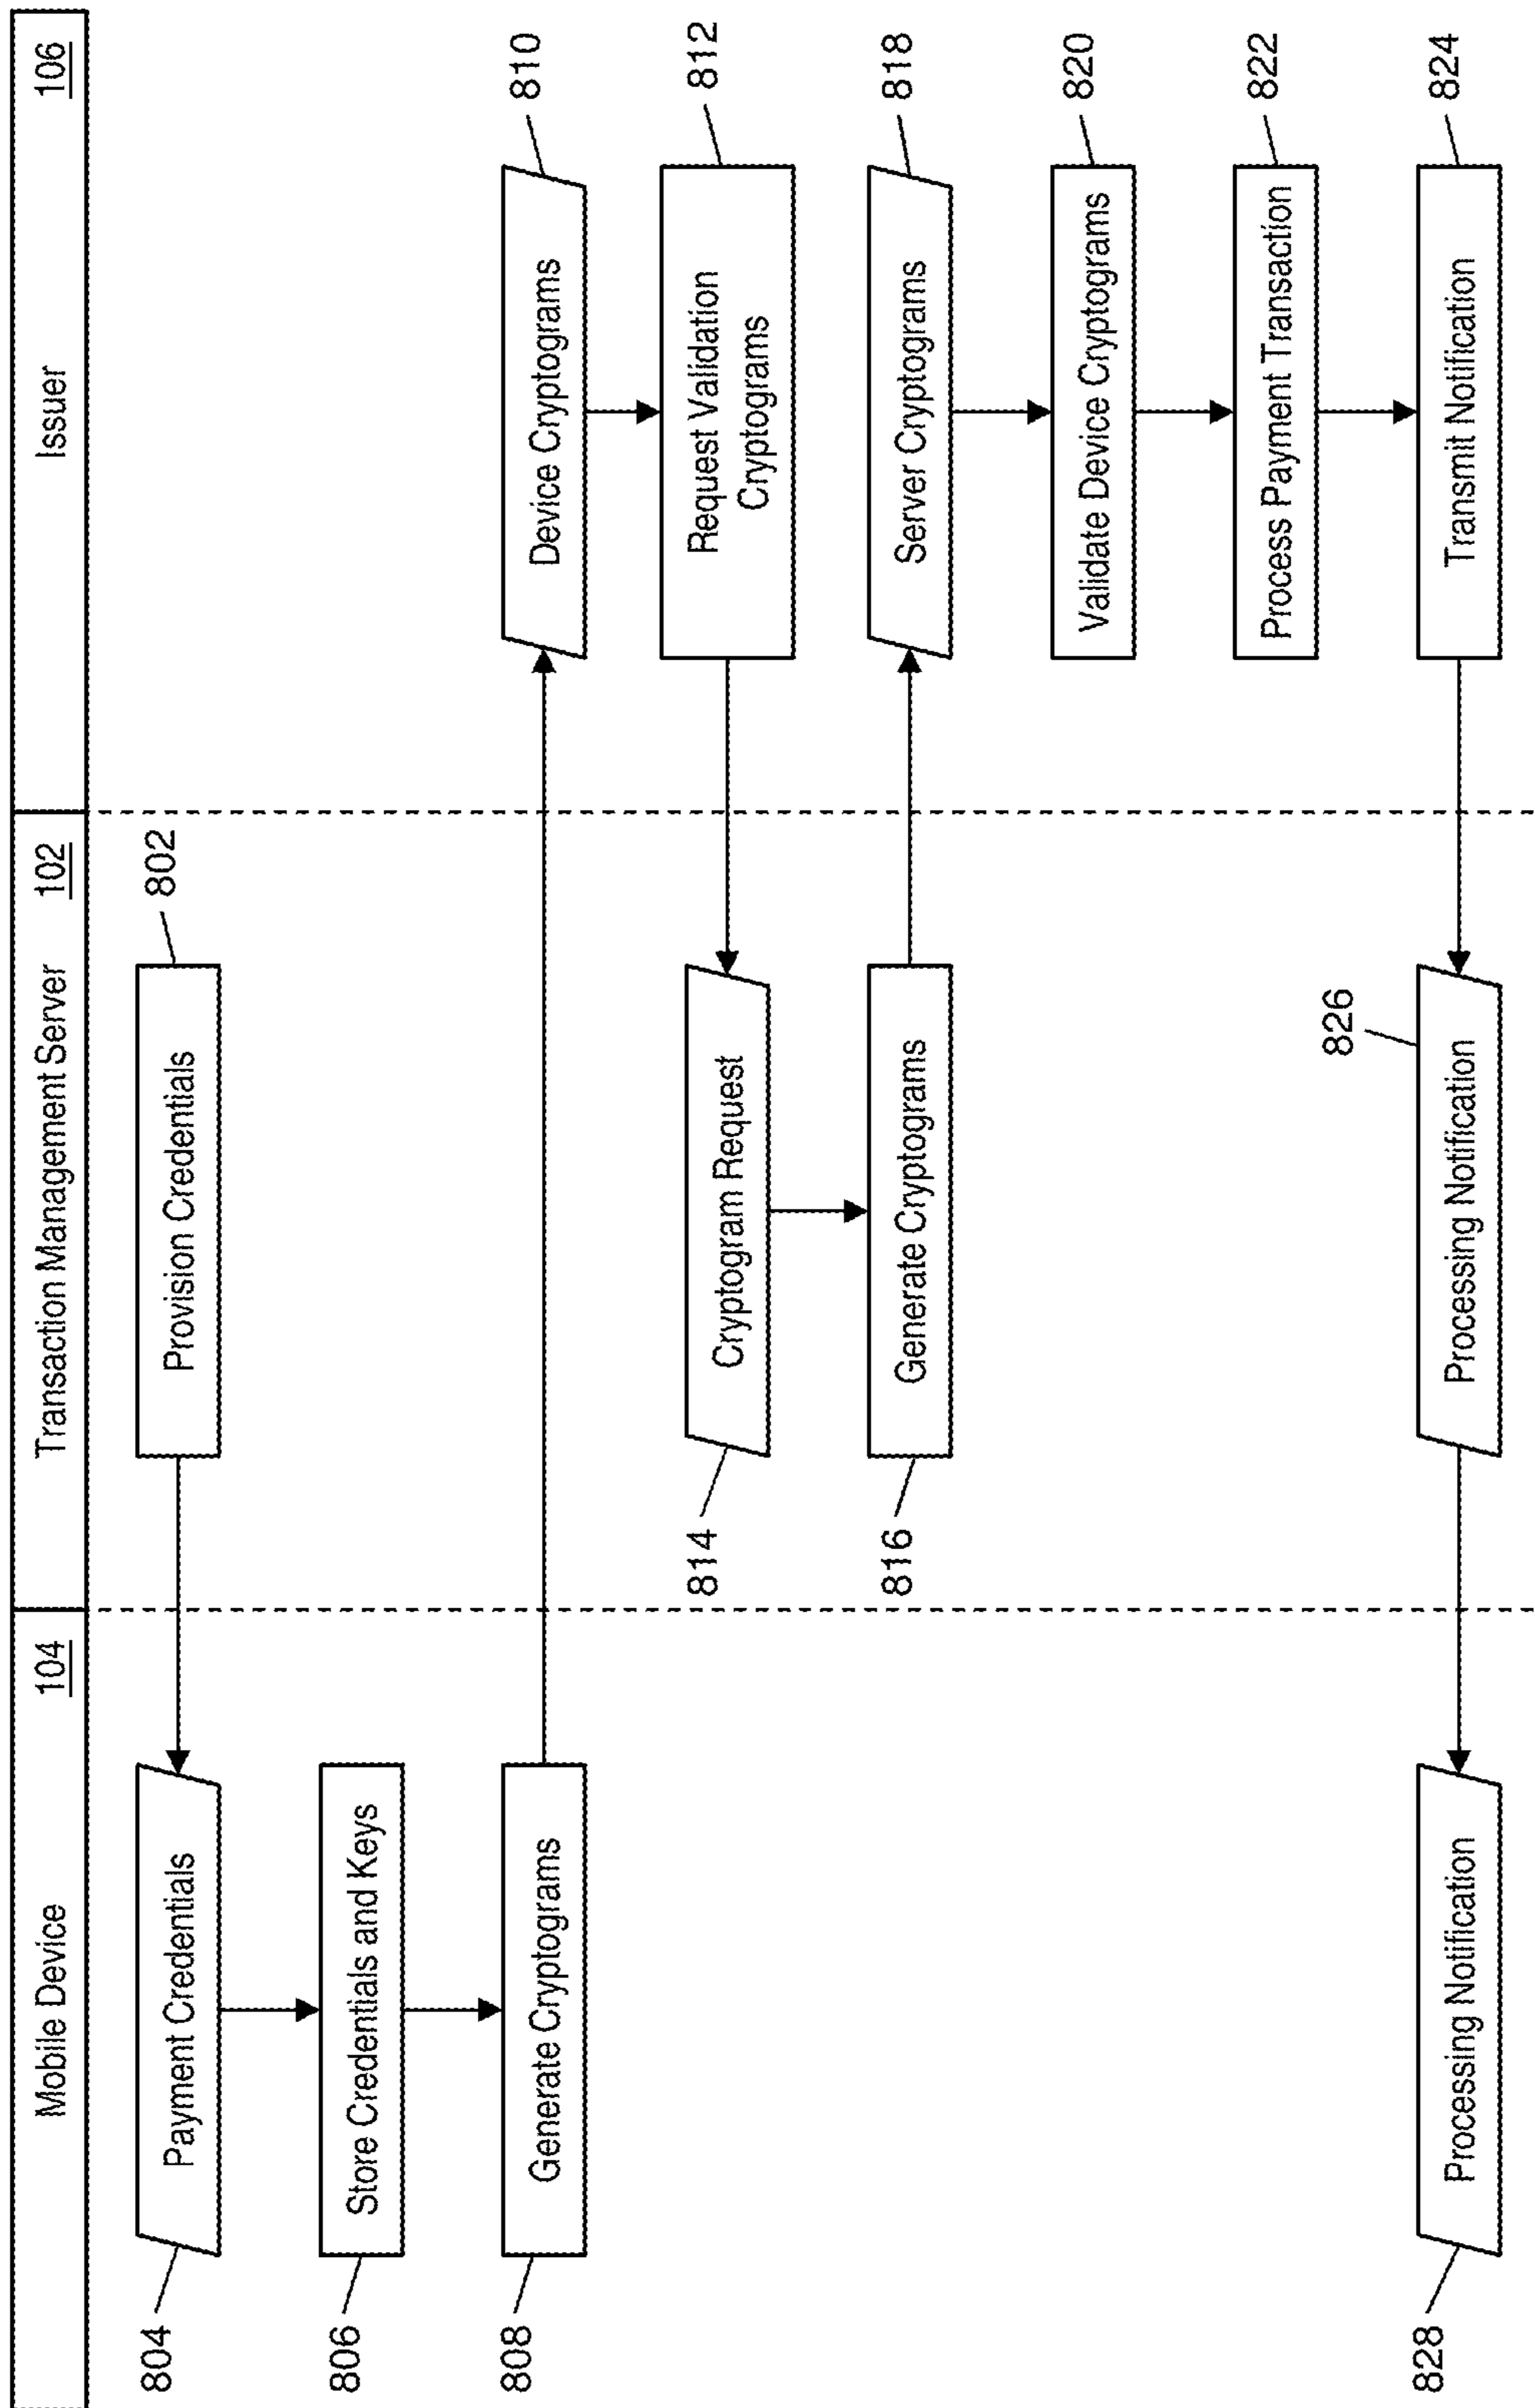 Mobile Device 104
Transaction Management Server 102
Issuer 106
Provision Credentials
802
804
Payment Credentials
806
Store Credentials and Keys
808
Generate Cryptograms
Device Cryptograms
810
Request Validation
Cryptograms
812
814
Cryptogram Request
816
Generate Cryptograms
Server Cryptograms
818
Validate Device Cryptograms
820
Process Payment Transaction
822
Transmit Notification
824
826
Processing Notification
828
Processing Notification